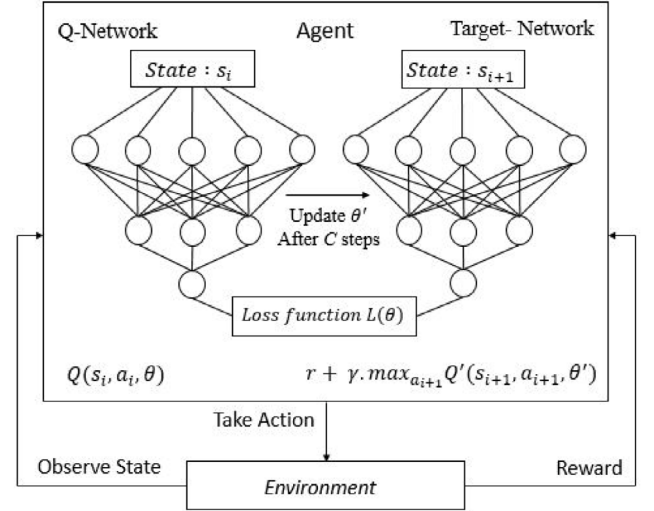 Q-Network
Agent
Target- Network
State : s_i
State : s_{i+1}
Update θ′
After C steps
Loss function L(θ)
Q(s_i, a_i, θ)
r + γ.max_{a_{i+1}} Q′(s_{i+1}, a_{i+1}, θ′)
Take Action
Observe State
Reward
Environment